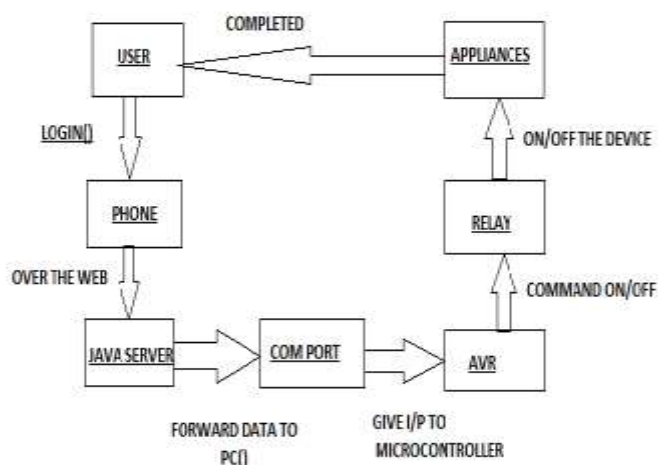 COMPLETED
USER
APPLIANCES
LOGIN()
ON/OFF THE DEVICE
PHONE
RELAY
OVER THE WEB
COMMAND ON/OFF
JAVA SERVER
COM PORT
AVR
FORWARD DATA TO
PC()
GIVE I/P TO
MICROCONTROLLER